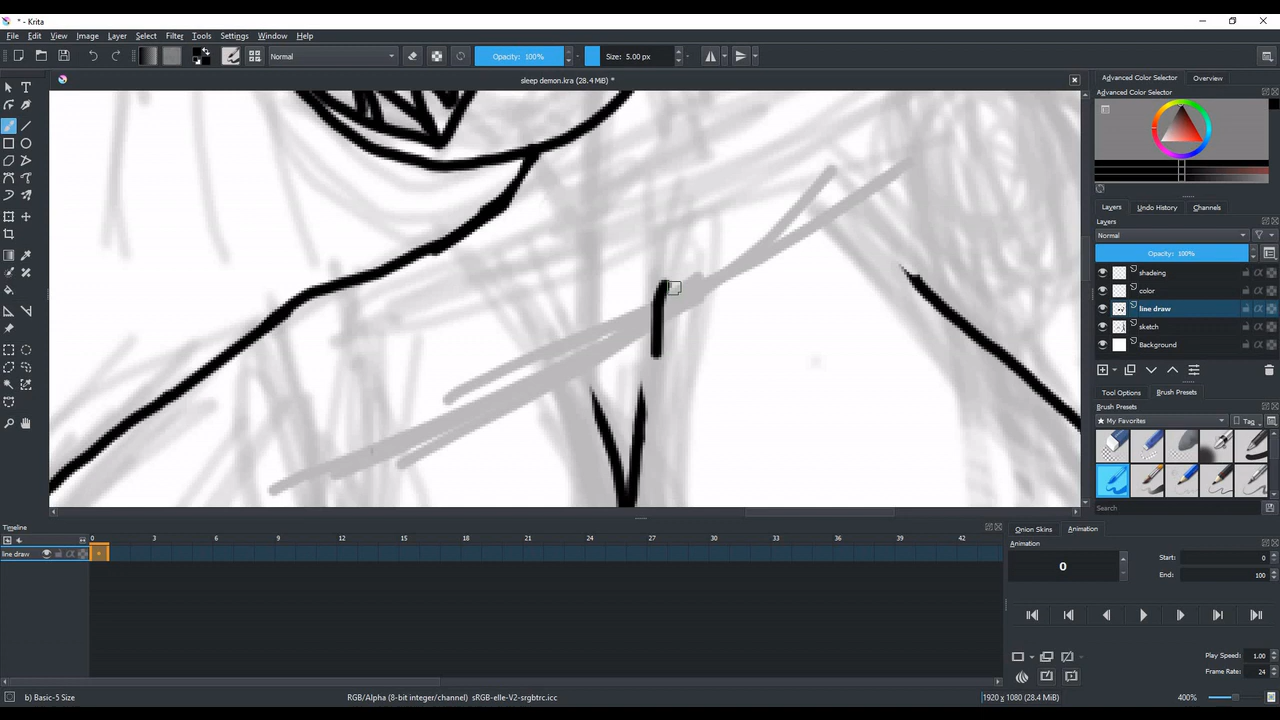 * - Krita
File Edit View Image Layer Select Filter Tools Settings Window Help
Normal Opacity: 100% Size: 5.00 px
sleep demon.kra (28.4 MiB) *
Advanced Color Selector Overview
Advanced Color Selector
Layers Undo History Channels
Layers
Normal
Opacity: 100%
shadeing
color
line draw
sketch
Background
Tool Options Brush Presets
Brush Presets
My Favorites Tag
Search
Timeline
0 3 6 9 12 15 18 21 24 27 30 33 36 39 42
line draw
Onion Skins Animation
Animation
0
Start: 0
End: 100
Play Speed: 1.00
Frame Rate: 24
b) Basic-5 Size RGB/Alpha (8-bit integer/channel) sRGB-elle-V2-srgbtrc.icc 1920 x 1080 (28.4 MiB) 400%